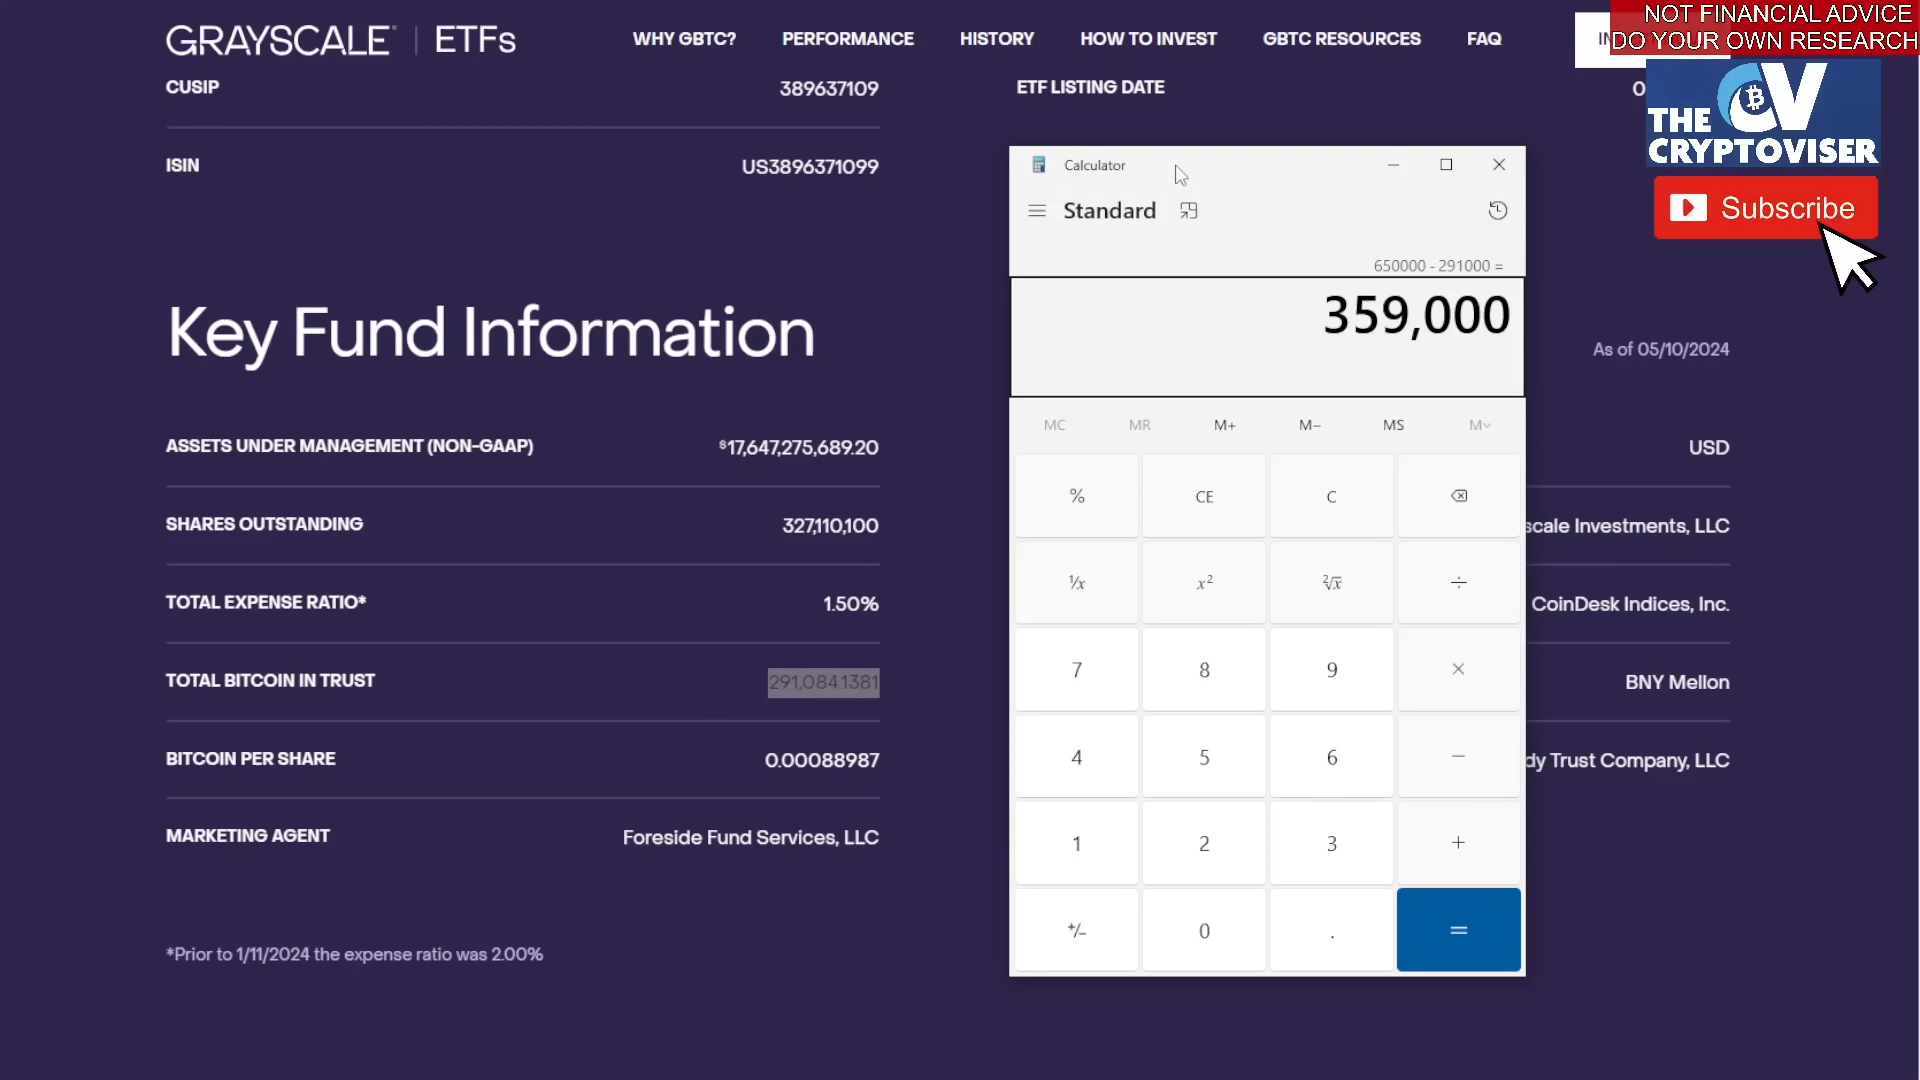 GRAYSCALE ETFs
WHY GBTC? PERFORMANCE HISTORY HOW TO INVEST GBTC RESOURCES FAQ
NOT FINANCIAL ADVICE
DO YOUR OWN RESEARCH
CUSIP 389637109
ETF LISTING DATE
THE CV
CRYPTOVISER
ISIN US3896371099
Subscribe
Calculator
Standard
650000 - 291000 =
359,000
Key Fund Information
As of 05/10/2024
MC MR M+ M− MS M˅
ASSETS UNDER MANAGEMENT (NON-GAAP) $17,647,275,689.20
USD
% CE C
SHARES OUTSTANDING 327,110,100
scale Investments, LLC
⅟x x² ²√x ÷
TOTAL EXPENSE RATIO* 1.50%
CoinDesk Indices, Inc.
7 8 9 ×
TOTAL BITCOIN IN TRUST 291,084.1381
BNY Mellon
4 5 6 −
BITCOIN PER SHARE 0.00088987
dy Trust Company, LLC
1 2 3 +
MARKETING AGENT Foreside Fund Services, LLC
+/− 0 . =
*Prior to 1/11/2024 the expense ratio was 2.00%